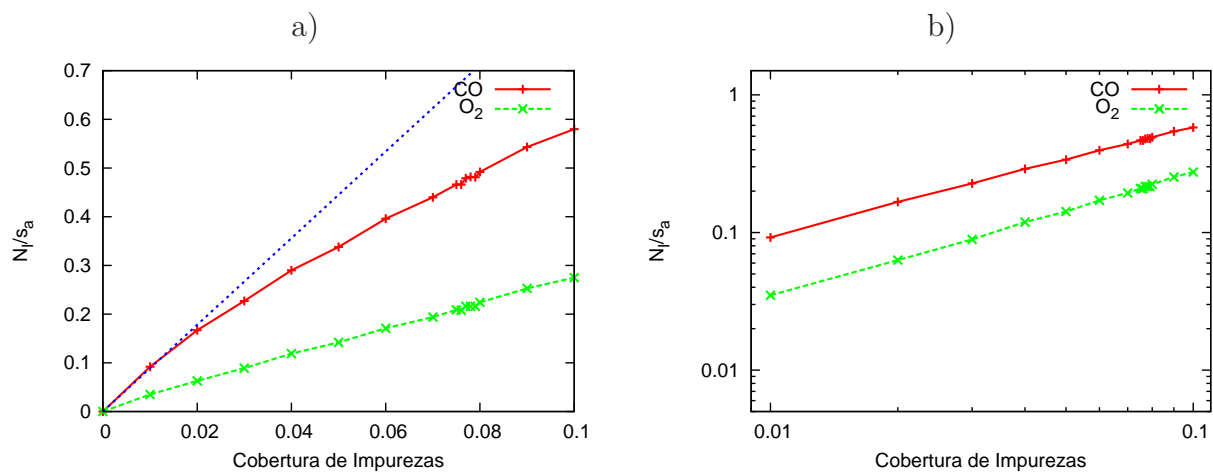 a)
0.7
0.6
0.5
0.4
0.3
0.2
0.1
0
0
0.02
0.04
0.06
0.08
0.1
N_l/s_a
Cobertura de Impurezas
CO
O₂
b)
1
0.1
0.01
0.01
0.1
N_l/s_a
Cobertura de Impurezas
CO
O₂